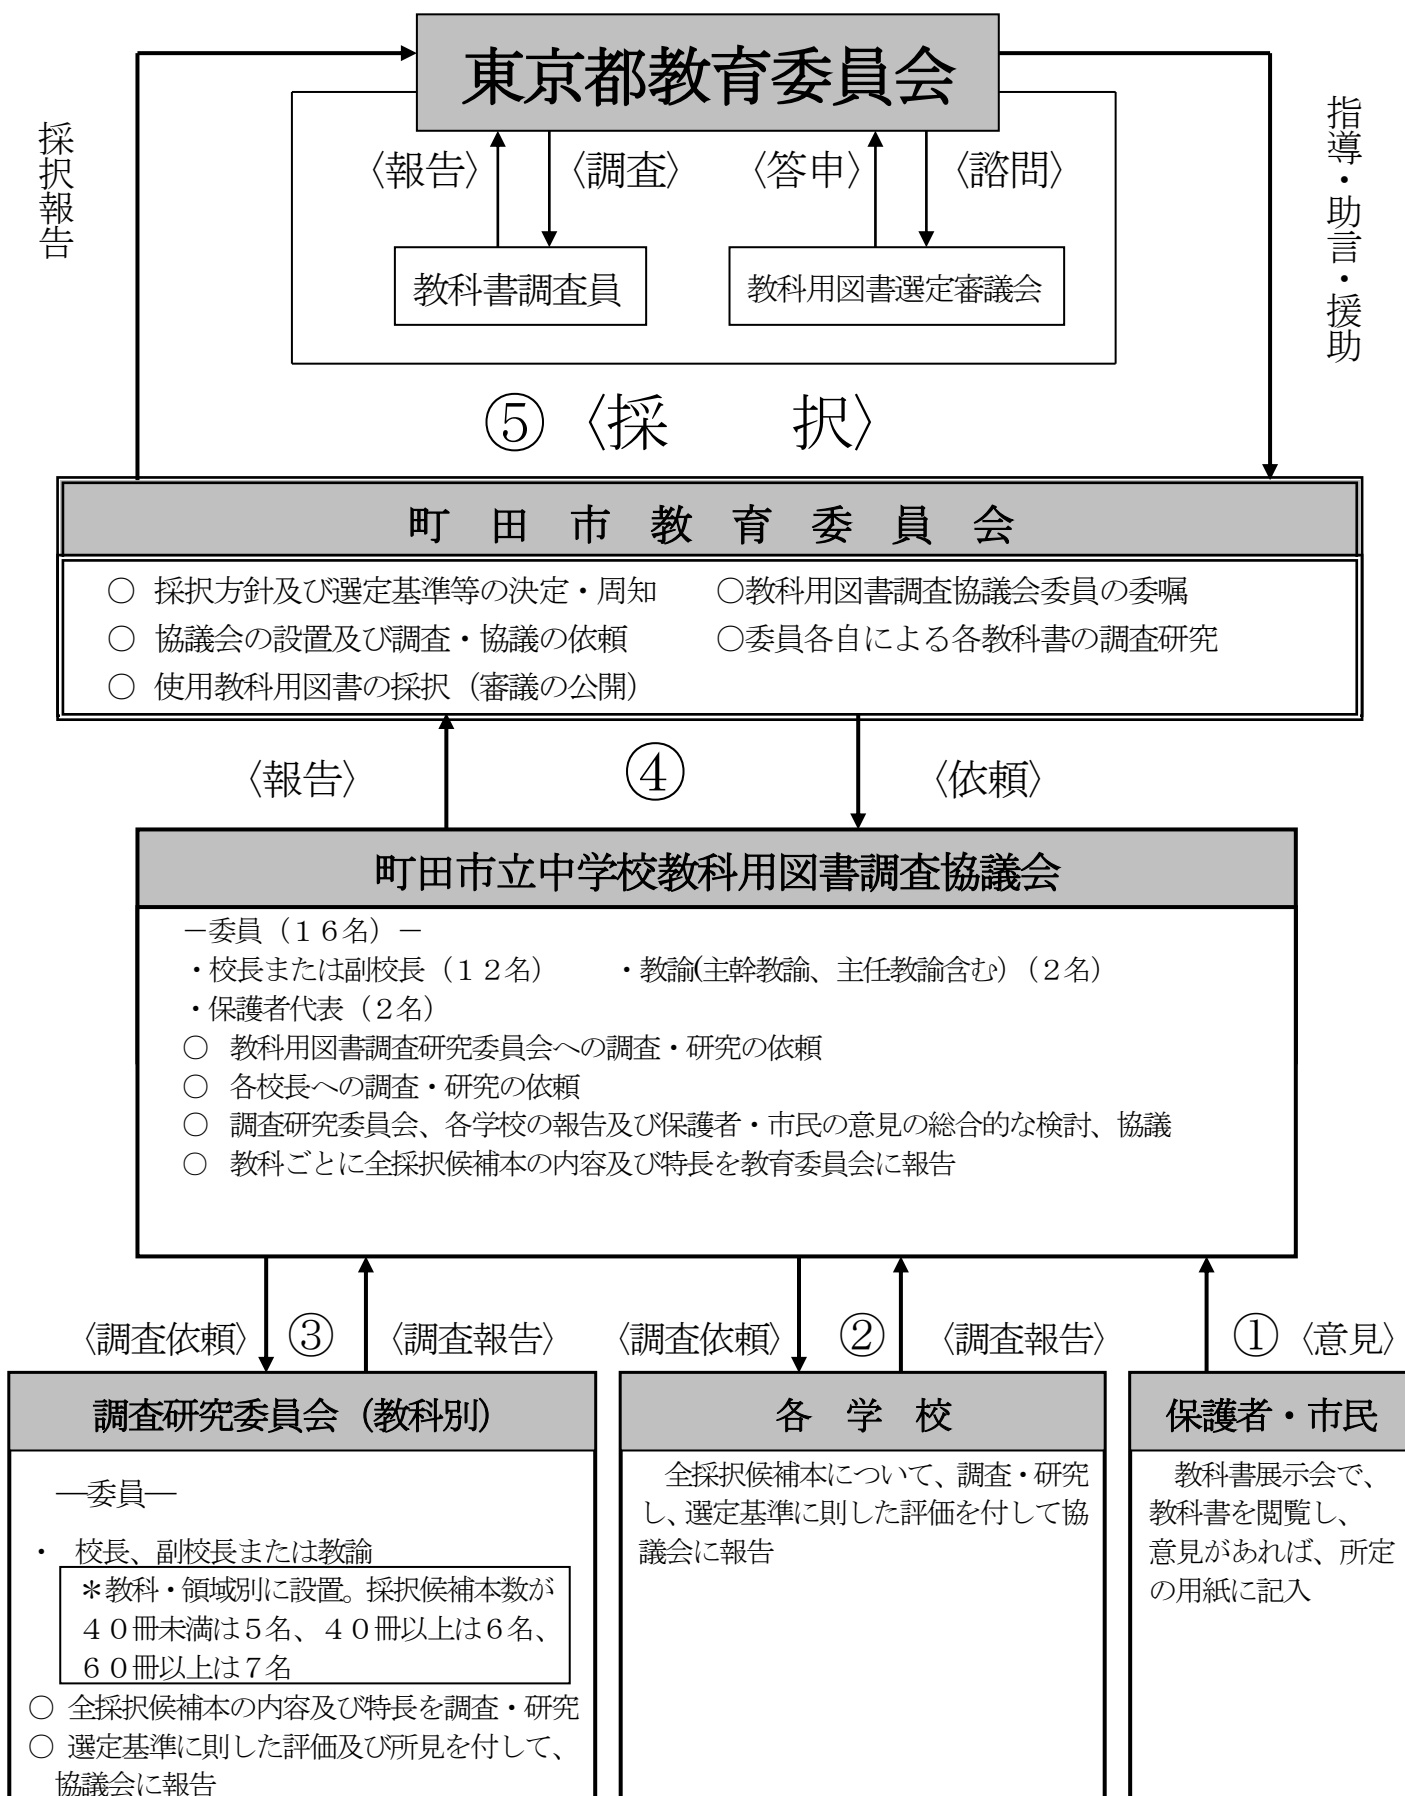 東京都教育委員会
採択報告
指導・助言・援助
〈報告〉
〈調査〉
〈答申〉
〈諮問〉
教科書調査員
教科用図書選定審議会
⑤〈採　　択〉
町田市教育委員会
○ 採択方針及び選定基準等の決定・周知
○教科用図書調査協議会委員の委嘱
○ 協議会の設置及び調査・協議の依頼
○委員各自による各教科書の調査研究
○ 使用教科用図書の採択（審議の公開）
〈報告〉
④
〈依頼〉
町田市立中学校教科用図書調査協議会
－委員（１６名）－
・校長または副校長（１２名）
・教諭(主幹教諭、主任教諭含む)（２名）
・保護者代表（２名）
○ 教科用図書調査研究委員会への調査・研究の依頼
○ 各校長への調査・研究の依頼
○ 調査研究委員会、各学校の報告及び保護者・市民の意見の総合的な検討、協議
○ 教科ごとに全採択候補本の内容及び特長を教育委員会に報告
〈調査依頼〉
③
〈調査報告〉
〈調査依頼〉
②
〈調査報告〉
①〈意見〉
調査研究委員会（教科別）
―委員―
・ 校長、副校長または教諭
＊教科・領域別に設置。採択候補本数が
４０冊未満は５名、４０冊以上は６名、
６０冊以上は７名
○ 全採択候補本の内容及び特長を調査・研究
○ 選定基準に則した評価及び所見を付して、
協議会に報告
各　学　校
全採択候補本について、調査・研究
し、選定基準に則した評価を付して協
議会に報告
保護者・市民
教科書展示会で、
教科書を閲覧し、
意見があれば、所定
の用紙に記入